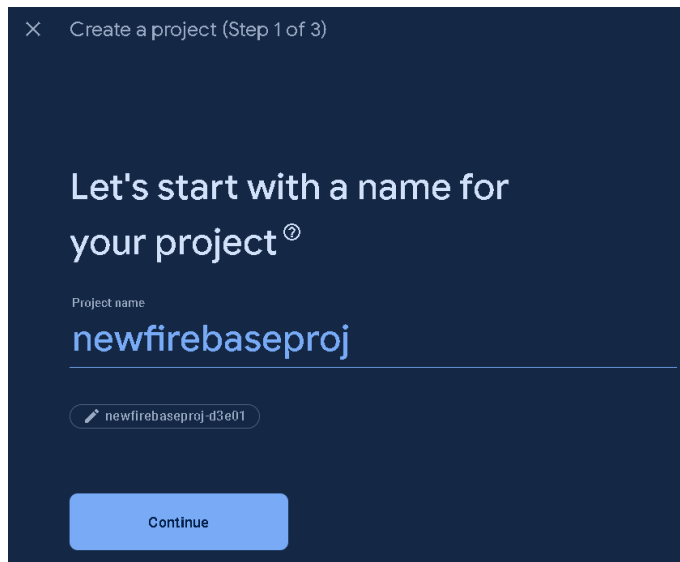 Create a project (Step 1 of 3)
Let's start with a name for
your project
Project name
newfirebaseproj
newfirebaseproj-d3e01
Continue